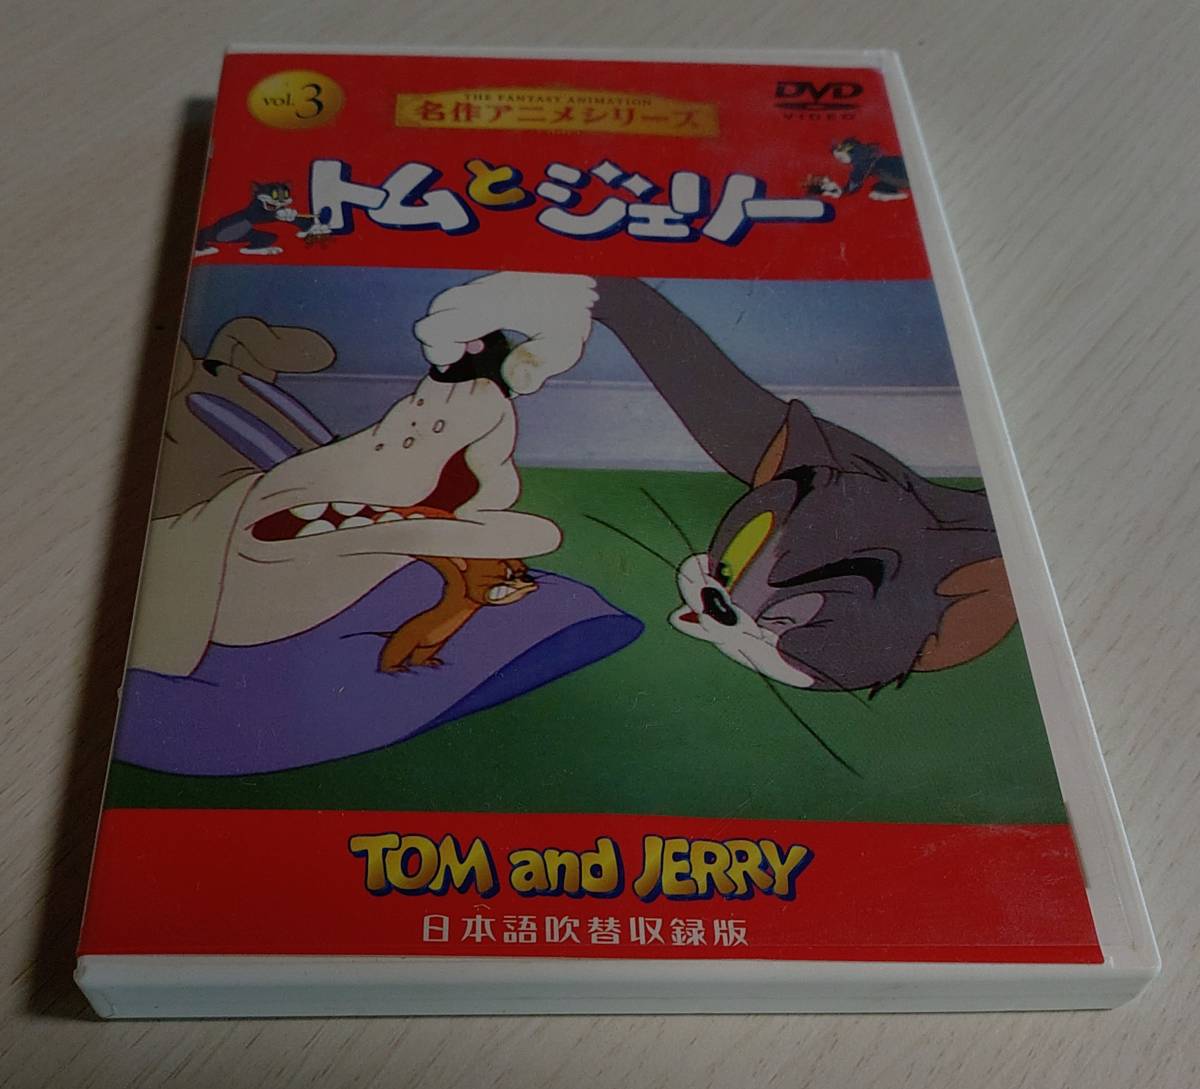 vol. 3
THE FANTASY ANIMATION
名作アニメシリーズ
DVD
VIDEO
トムとジェリー
TOM and JERRY
日本語吹替収録版